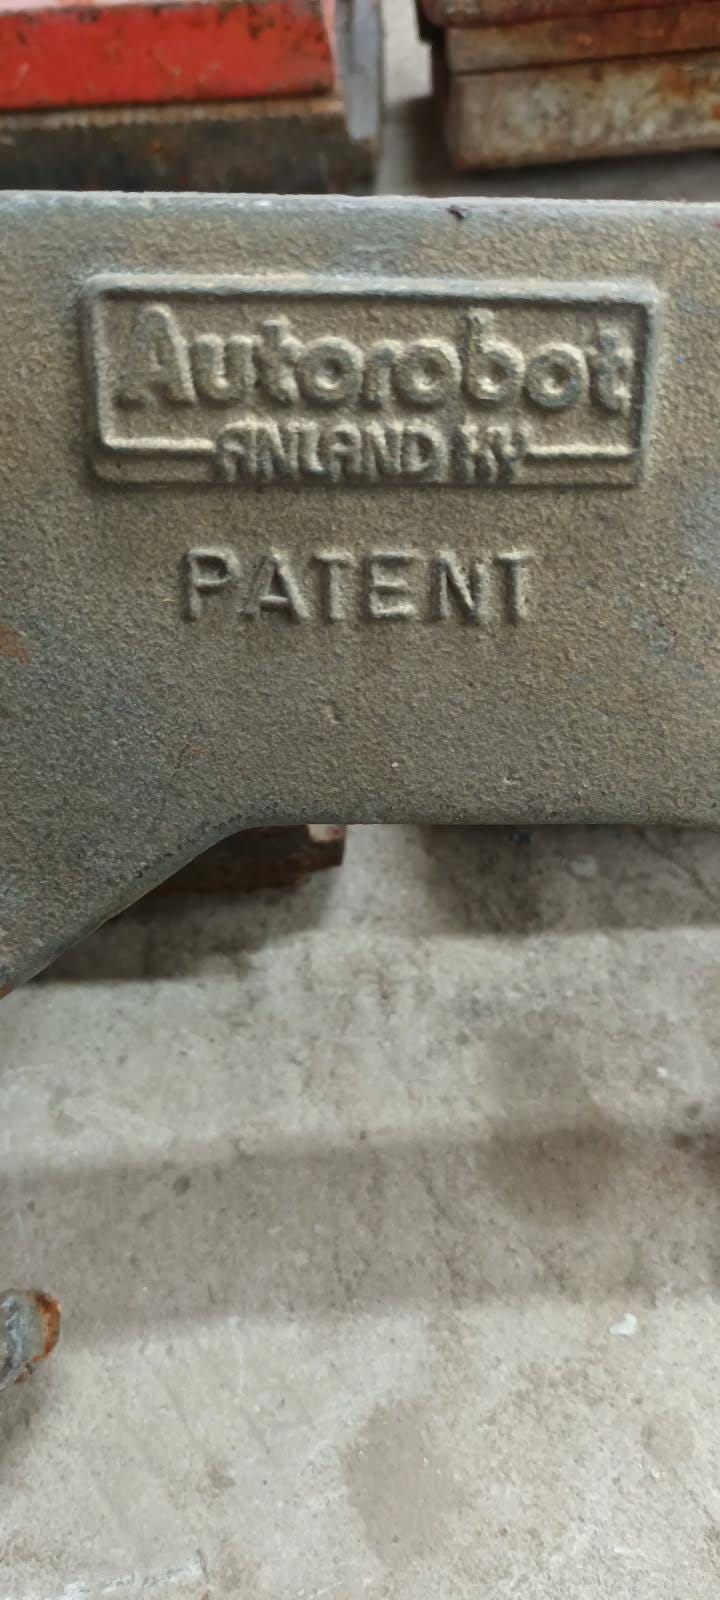 Autorobot
FINLAND KY
PATENT